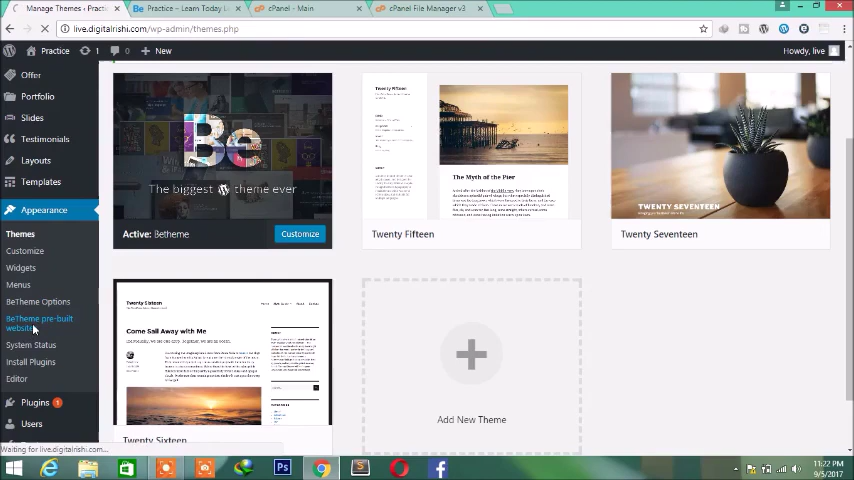 Manage Themes ‹ Practice
Practice – Learn Today L
cPanel - Main
cPanel File Manager v3
live.digitalrishi.com/wp-admin/themes.php
Practice
1
0
New
Howdy, live
Offer
Portfolio
Slides
Testimonials
Layouts
Templates
Appearance
Themes
Customize
Widgets
Menus
BeTheme Options
BeTheme pre-built
website
System Status
Install Plugins
Editor
Plugins 1
Users
Be
The biggest theme ever
Active: Betheme
Customize
Twenty Fifteen
The Myth of the Pier
Twenty Fifteen
TWENTY SEVENTEEN
Twenty Seventeen
Twenty Sixteen
Come Sail Away with Me
Twenty Sixteen
Add New Theme
Waiting for live.digitalrishi.com...
11:22 PM
9/5/2017